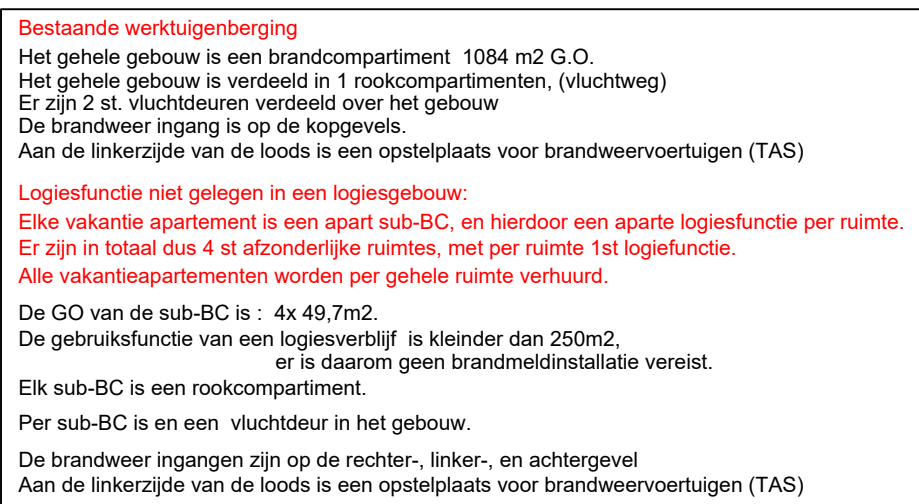 Bestaande werktuigenberging
Het gehele gebouw is een brandcompartiment 1084 m2 G.O.
Het gehele gebouw is verdeeld in 1 rookcompartimenten, (vluchtweg)
Er zijn 2 st. vluchtdeuren verdeeld over het gebouw
De brandweer ingang is op de kopgevels.
Aan de linkerzijde van de loods is een opstelplaats voor brandweervoertuigen (TAS)
Logiesfunctie niet gelegen in een logiesgebouw:
Elke vakantie apartement is een apart sub-BC, en hierdoor een aparte logiesfunctie per ruimte.
Er zijn in totaal dus 4 st afzonderlijke ruimtes, met per ruimte 1st logiefunctie.
Alle vakantieapartementen worden per gehele ruimte verhuurd.
De GO van de sub-BC is : 4x 49,7m2.
De gebruiksfunctie van een logiesverblijf is kleinder dan 250m2,
er is daarom geen brandmeldinstallatie vereist.
Elk sub-BC is een rookcompartiment.
Per sub-BC is en een vluchtdeur in het gebouw.
De brandweer ingangen zijn op de rechter-, linker-, en achtergevel
Aan de linkerzijde van de loods is een opstelplaats voor brandweervoertuigen (TAS)